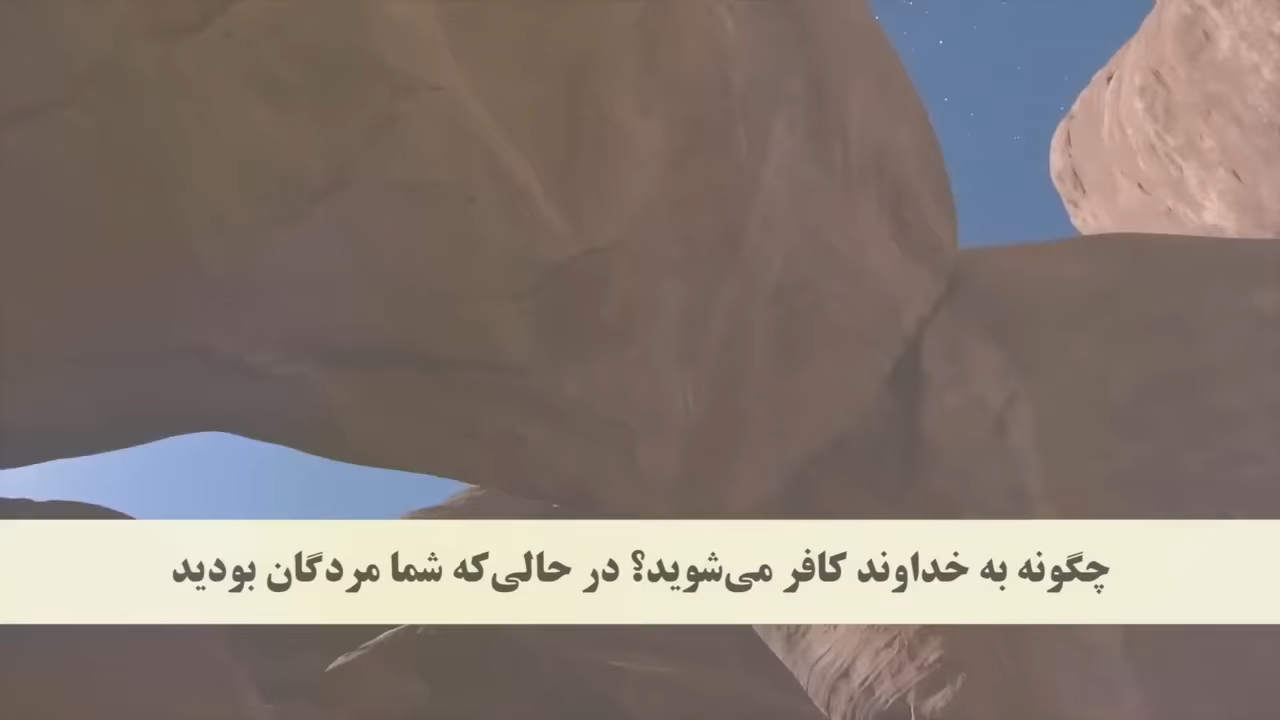 چگونه به خداوند کافر می‌شوید؟ در حالی‌که شما مردگان بودید